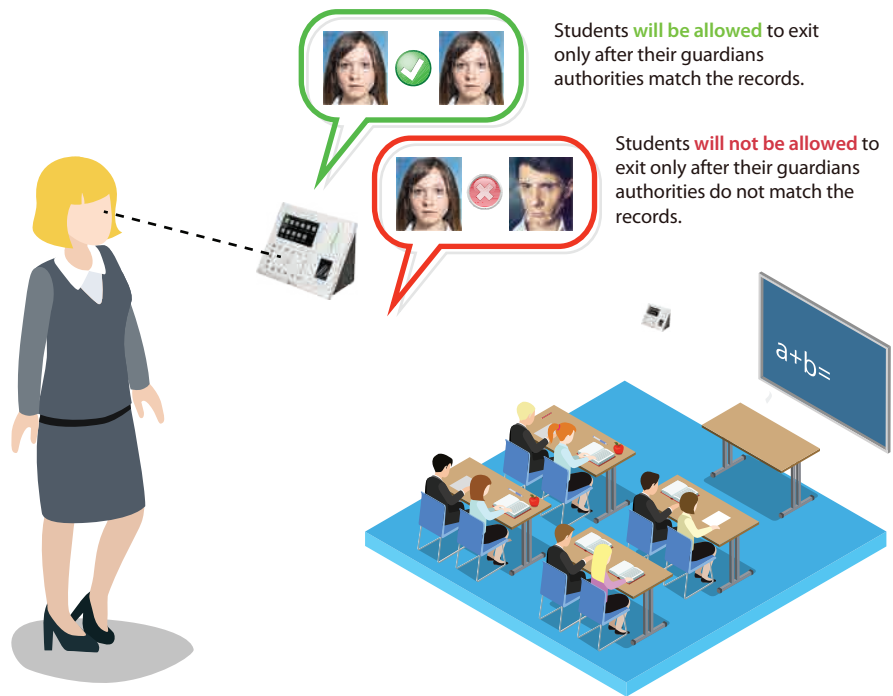 Students will be allowed to exit
only after their guardians
authorities match the records.
Students will not be allowed to
exit only after their guardians
authorities do not match the
records.
a+b=